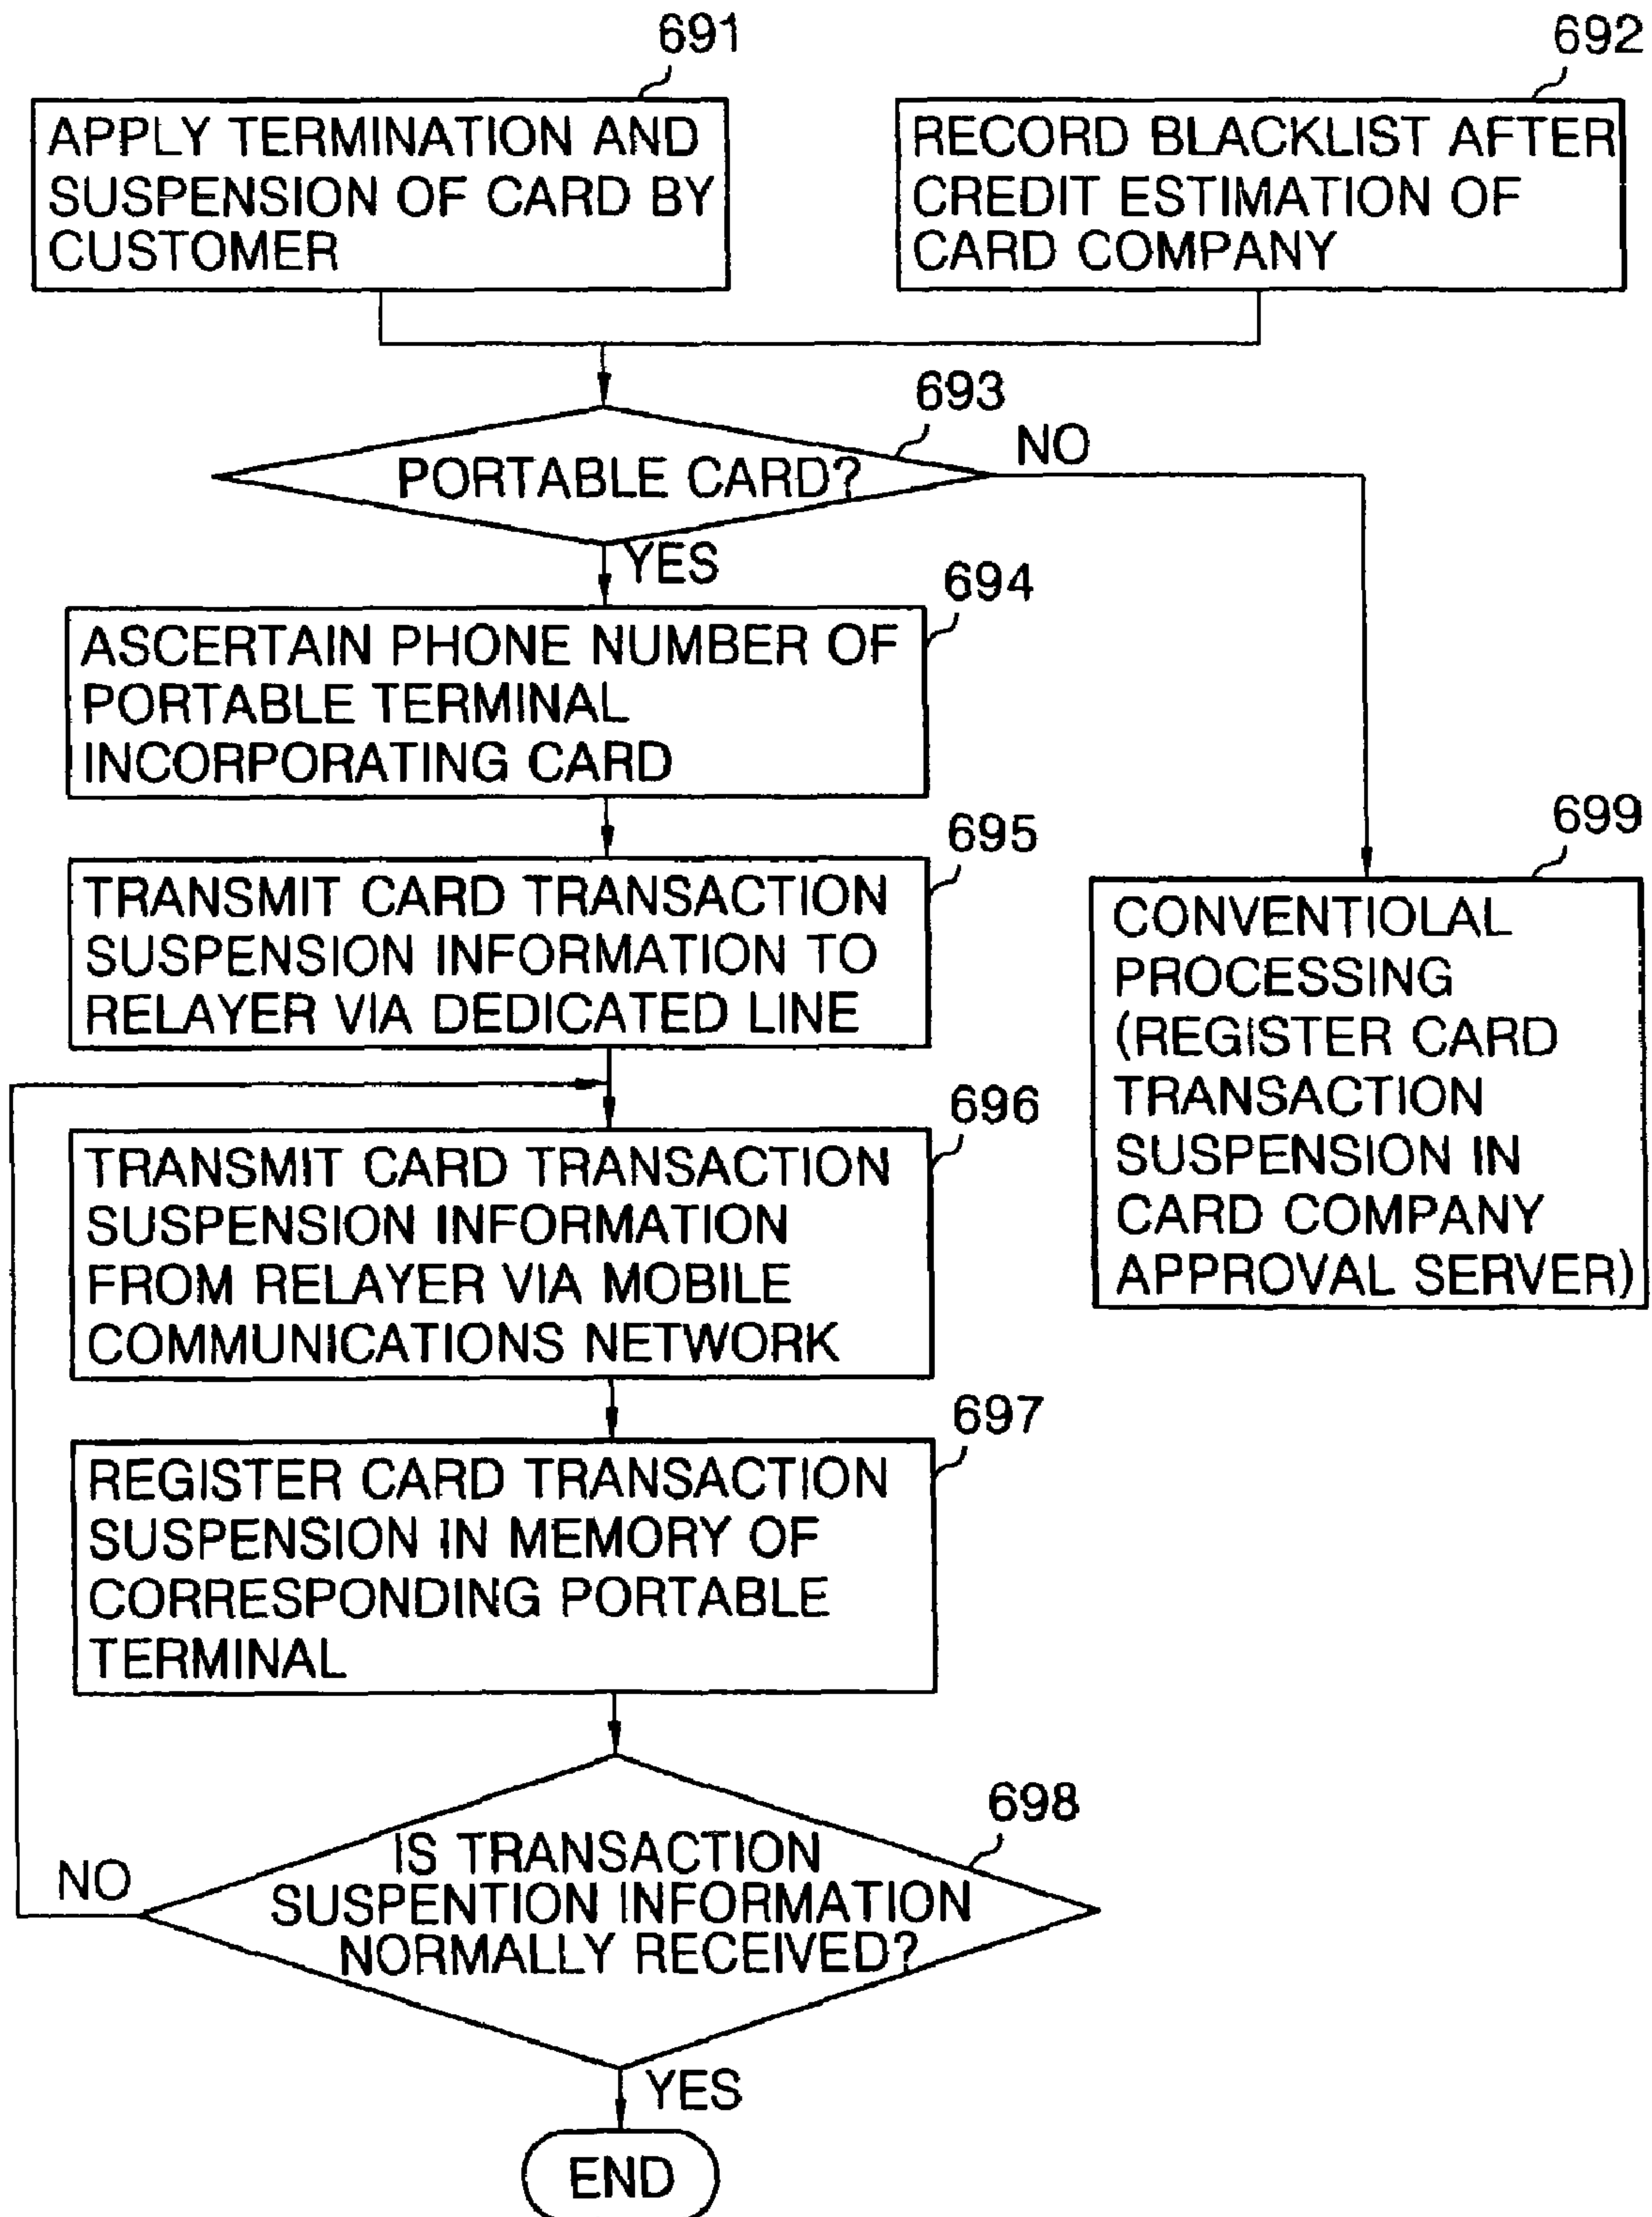 691
APPLY TERMINATION AND
SUSPENSION OF CARD BY
CUSTOMER
692
RECORD BLACKLIST AFTER
CREDIT ESTIMATION OF
CARD COMPANY
693
PORTABLE CARD?
NO
YES
694
ASCERTAIN PHONE NUMBER OF
PORTABLE TERMINAL
INCORPORATING CARD
695
TRANSMIT CARD TRANSACTION
SUSPENSION INFORMATION TO
RELAYER VIA DEDICATED LINE
699
CONVENTIOLAL
PROCESSING
(REGISTER CARD
TRANSACTION
SUSPENSION IN
CARD COMPANY
APPROVAL SERVER)
696
TRANSMIT CARD TRANSACTION
SUSPENSION INFORMATION
FROM RELAYER VIA MOBILE
COMMUNICATIONS NETWORK
697
REGISTER CARD TRANSACTION
SUSPENSION IN MEMORY OF
CORRESPONDING PORTABLE
TERMINAL
698
IS TRANSACTION
SUSPENTION INFORMATION
NORMALLY RECEIVED?
NO
YES
END